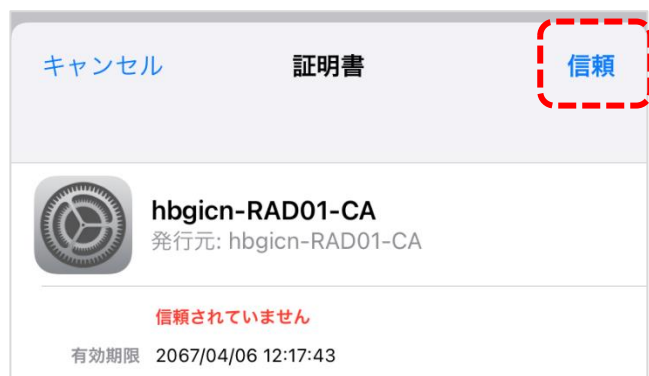 キャンセル 証明書 信頼
hbgicn-RAD01-CA
発行元: hbgicn-RAD01-CA
信頼されていません
有効期限 2067/04/06 12:17:43